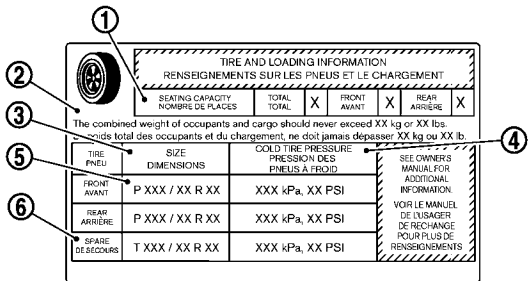 1
TIRE AND LOADING INFORMATION
RENSEIGNEMENTS SUR LES PNEUS ET LE CHARGEMENT
2
SEATING CAPACITY
NOMBRE DE PLACES
TOTAL
TOTAL
X
FRONT
AVANT
X
REAR
ARRIÈRE
X
The combined weight of occupants and cargo should never exceed XX kg or XX lbs.
poids total des occupants et du chargement, ne doit jamais dépasser XX kg ou XX lb.
3
4
TIRE
PNEU
SIZE
DIMENSIONS
COLD TIRE PRESSURE
PRESSION DES
PNEUS À FROID
SEE OWNER'S
MANUAL FOR
ADDITIONAL
INFORMATION.
VOIR LE MANUEL
DE L'USAGER
DE RECHANGE
POUR PLUS DE
RENSEIGNEMENTS
5
FRONT
AVANT
P XXX / XX R XX
XXX kPa, XX PSI
REAR
ARRIÈRE
P XXX / XX R XX
XXX kPa, XX PSI
6
SPARE
DE SECOURS
T XXX / XX R XX
XXX kPa, XX PSI